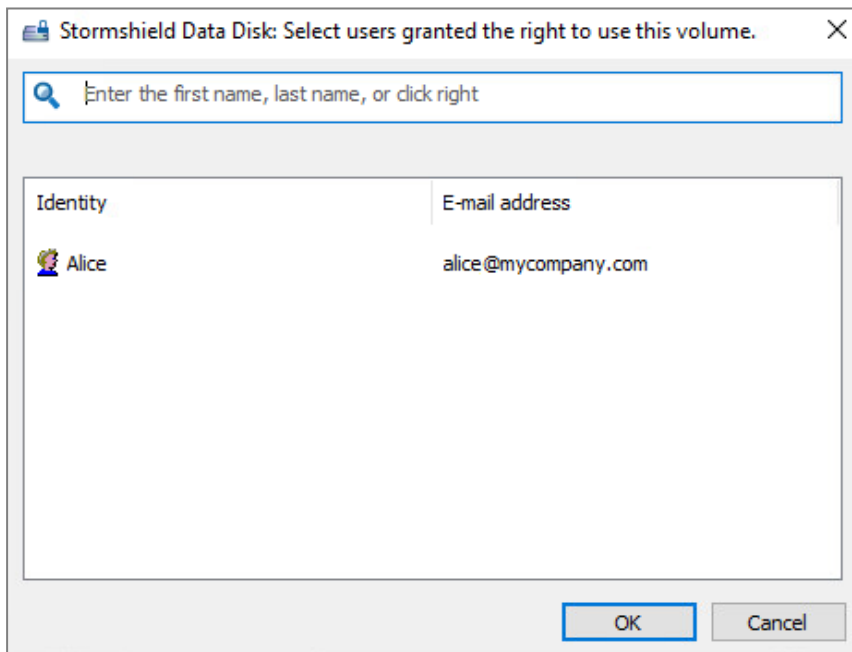 Stormshield Data Disk: Select users granted the right to use this volume.
Enter the first name, last name, or click right
Identity E-mail address
Alice alice@mycompany.com
OK Cancel